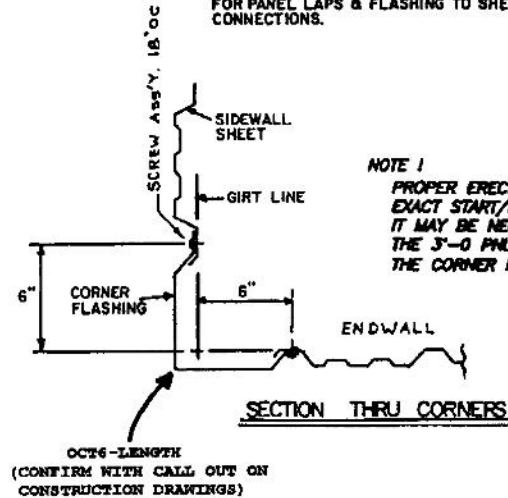 FOR PANEL LAPS & FLASHING TO SHE
CONNECTIONS.
SCREW Ass'Y. 18"OC
SIDEWALL
SHEET
GIRT LINE
NOTE !
PROPER EREC
EXACT START/
IT MAY BE NE
THE 3'-0
THE CORNER
6"
CORNER
FLASHING
6"
ENDWALL
SECTION THRU CORNERS
OCT6-LENGTH
(CONFIRM WITH CALL OUT ON
CONSTRUCTION DRAWINGS)